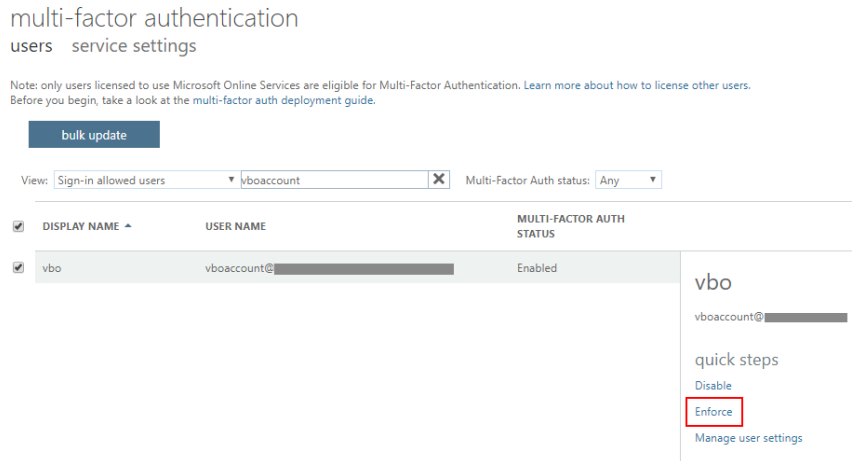 multi-factor authentication
users service settings
Note: only users licensed to use Microsoft Online Services are eligible for Multi-Factor Authentication. Learn more about how to license other users.
Before you begin, take a look at the multi-factor auth deployment guide.
bulk update
View: Sign-in allowed users vboaccount Multi-Factor Auth status: Any
DISPLAY NAME USER NAME MULTI-FACTOR AUTH
STATUS
vbo vboaccount@ Enabled
vbo
vboaccount@
quick steps
Disable
Enforce
Manage user settings